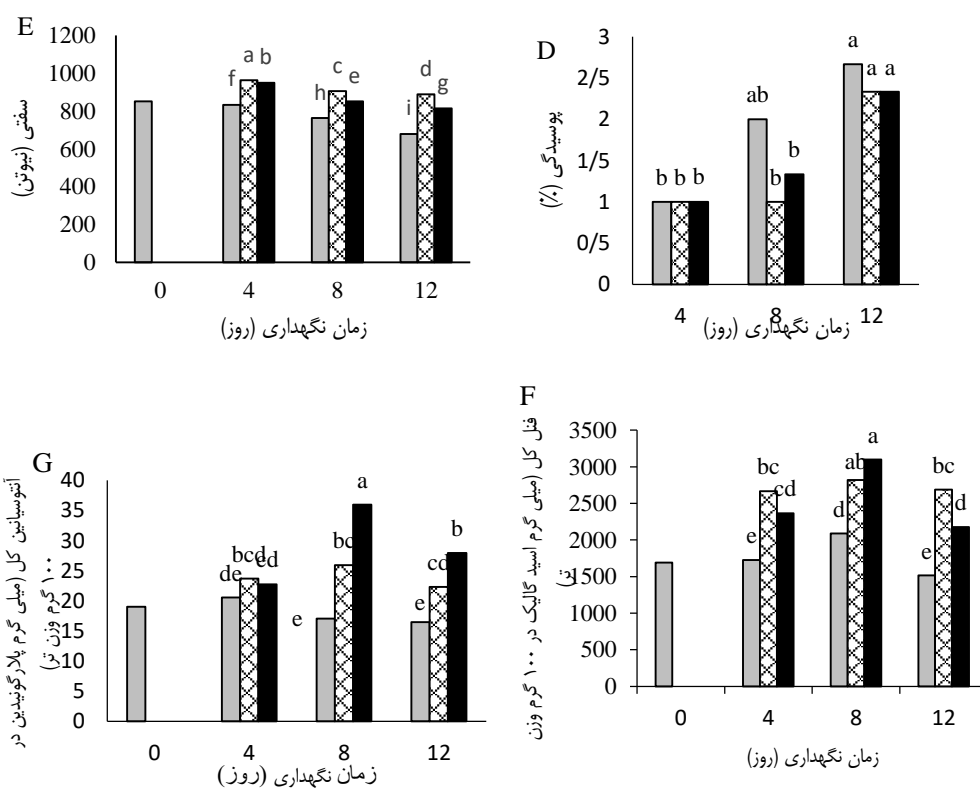 E
1200
1000
800
600
400
200
0
سفتی (نیوتن)
f a b
h c e
i d g
0 4 8 12
زمان نگهداری (روز)
D
3
2/5
2
1/5
1
0/5
0
پوسیدگی (%)
b b b
ab b b
a a a
4 8 12
زمان نگهداری (روز)
G
40
35
30
25
20
15
10
5
0
آنتوسیانین کل (میلی گرم پلارگونیدین در
۱۰۰ گرم وزن تر)
de bcd cd
e bc a
e cd b
0 4 8 12
زمان نگهداری (روز)
F
3500
3000
2500
2000
1500
1000
500
0
فنل کل (میلی گرم اسید گالیک در ۱۰۰ گرم وزن
تر)
e bc cd
d ab a
e bc d
0 4 8 12
زمان نگهداری (روز)